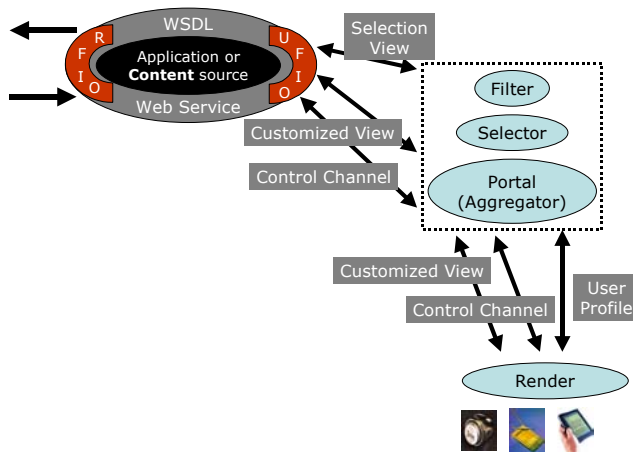 WSDL
R
F
I
O
Application or
Content source
U
F
I
O
Web Service
Selection
View
Filter
Selector
Portal
(Aggregator)
Customized View
Control Channel
Customized View
Control Channel
User
Profile
Render